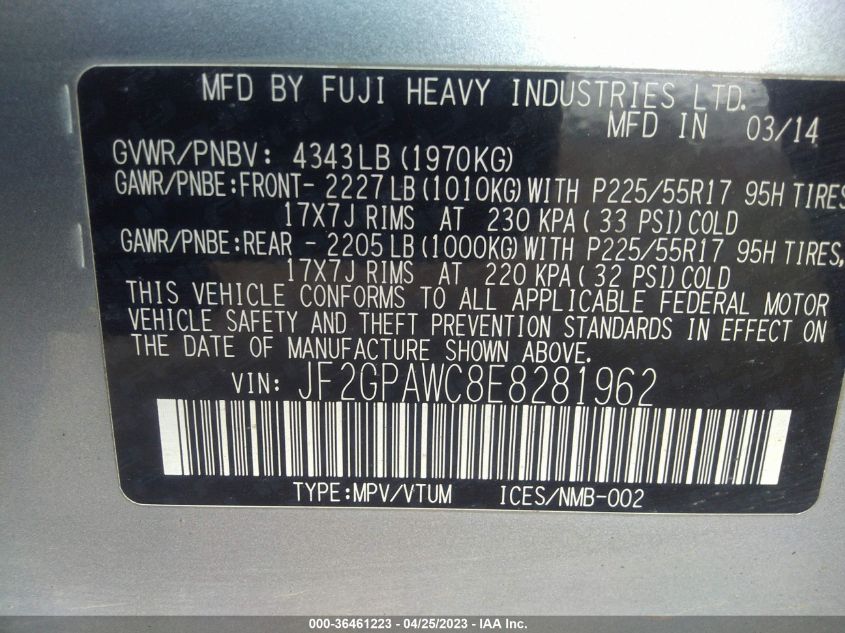 MFD BY FUJI HEAVY INDUSTRIES LTD.
MFD IN 03/14
GVWR/PNBV: 4343LB (1970KG)
GAWR/PNBE:FRONT- 2227LB (1010KG) WITH P225/55R17 95H TIRES
17X7J RIMS AT 230 KPA ( 33 PSI) COLD
GAWR/PNBE:REAR - 2205LB (1000KG) WITH P225/55R17 95H TIRES,
17X7J RIMS AT 220 KPA ( 32 PSI) COLD
THIS VEHICLE CONFORMS TO ALL APPLICABLE FEDERAL MOTOR
VEHICLE SAFETY AND THEFT PREVENTION STANDARDS IN EFFECT ON
THE DATE OF MANUFACTURE SHOWN ABOVE.
VIN: JF2GPAWC8E8281962
TYPE:MPV/VTUM ICES/NMB-002
000-36461223 - 04/25/2023 - IAA Inc.